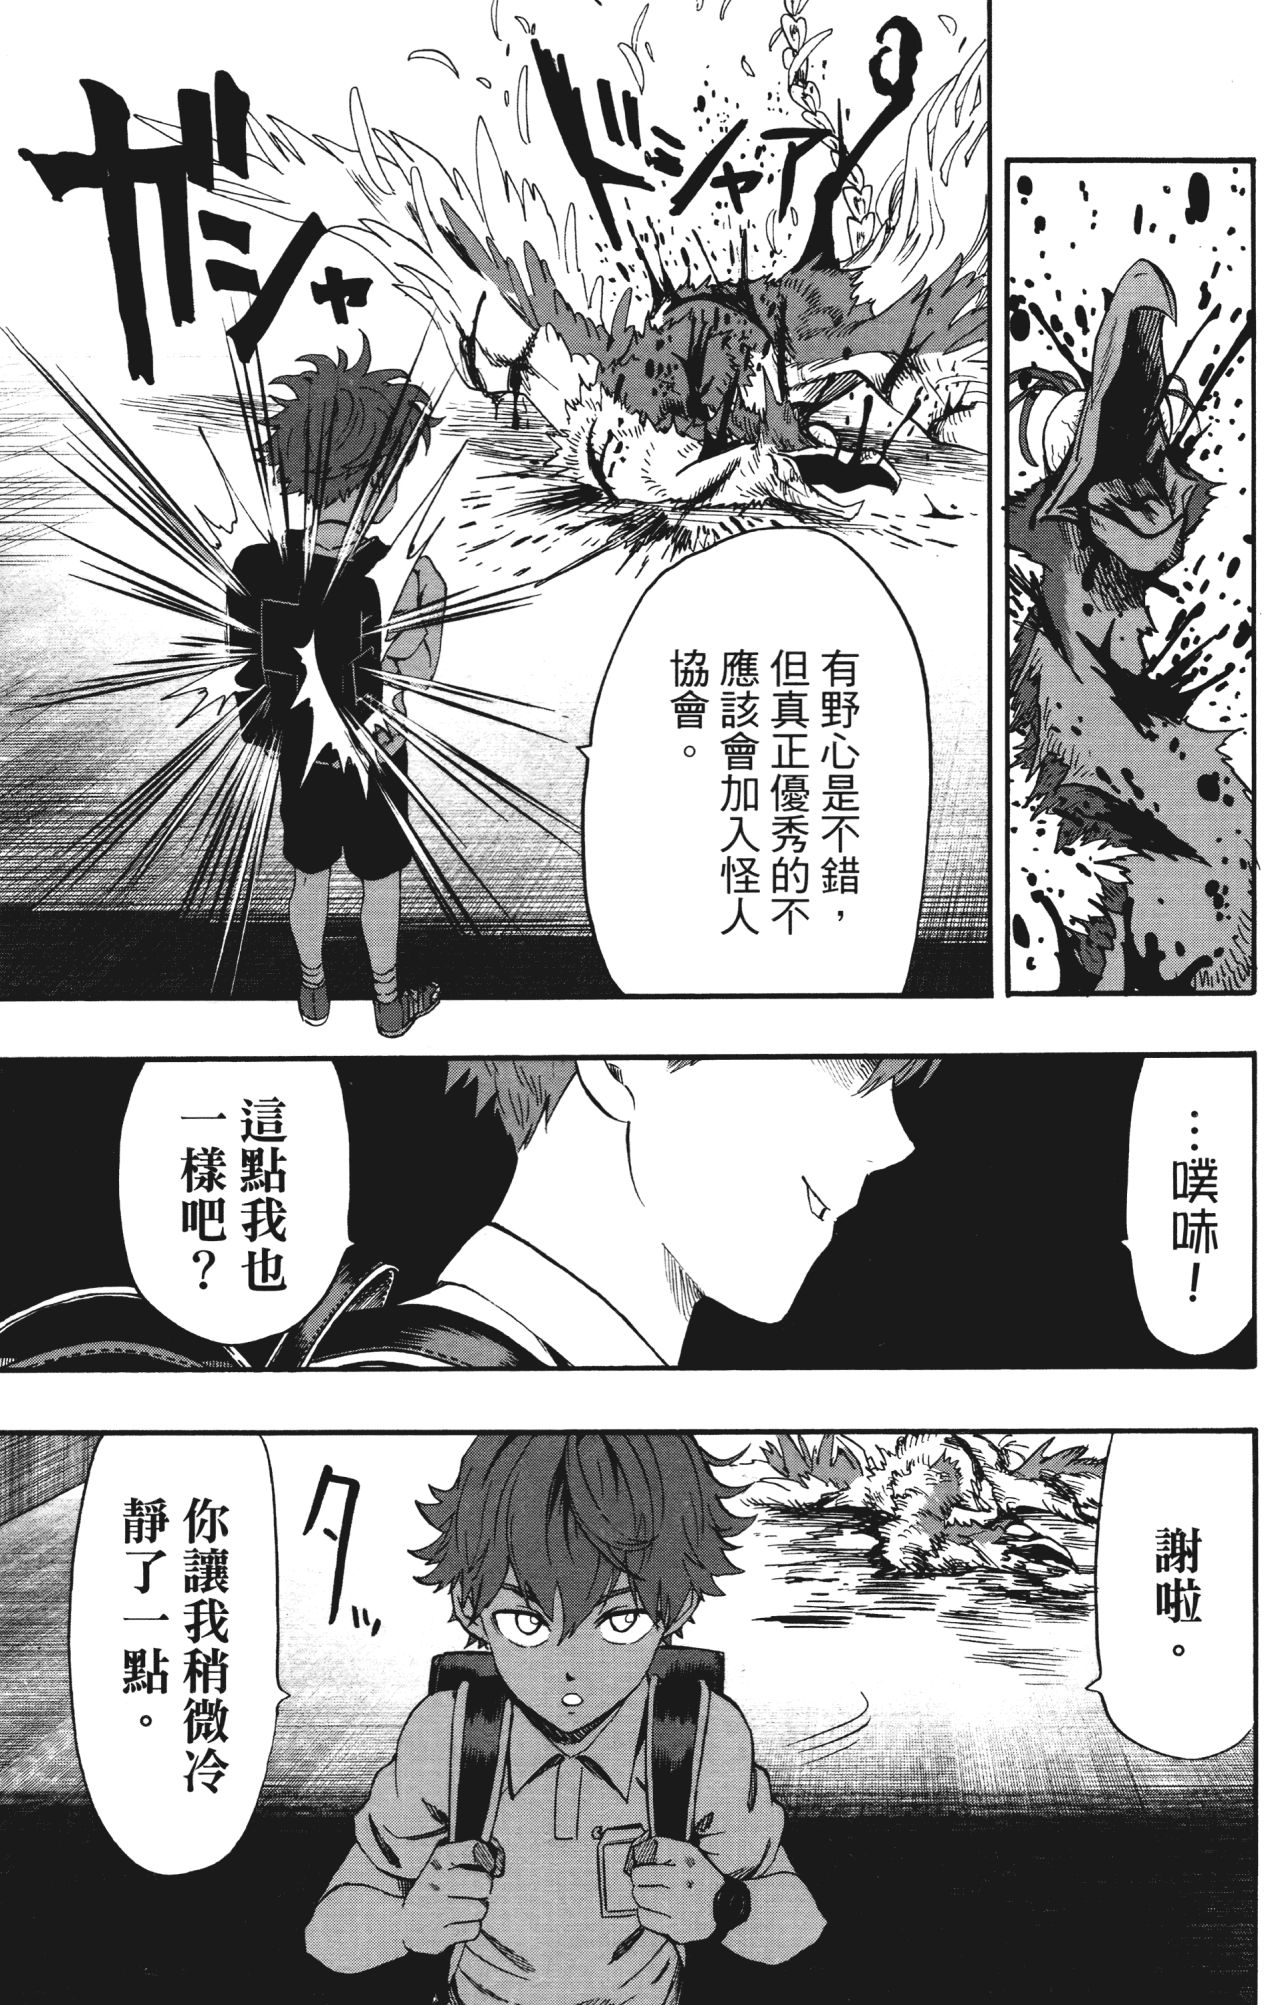 ドシャアッ
ガシャ
有野心是不錯，
但真正優秀的不
應該會加入怪人
協會。
…噗哧！
這點我也
一樣吧？
謝啦。
タッ
你讓我稍微冷
靜了一點。